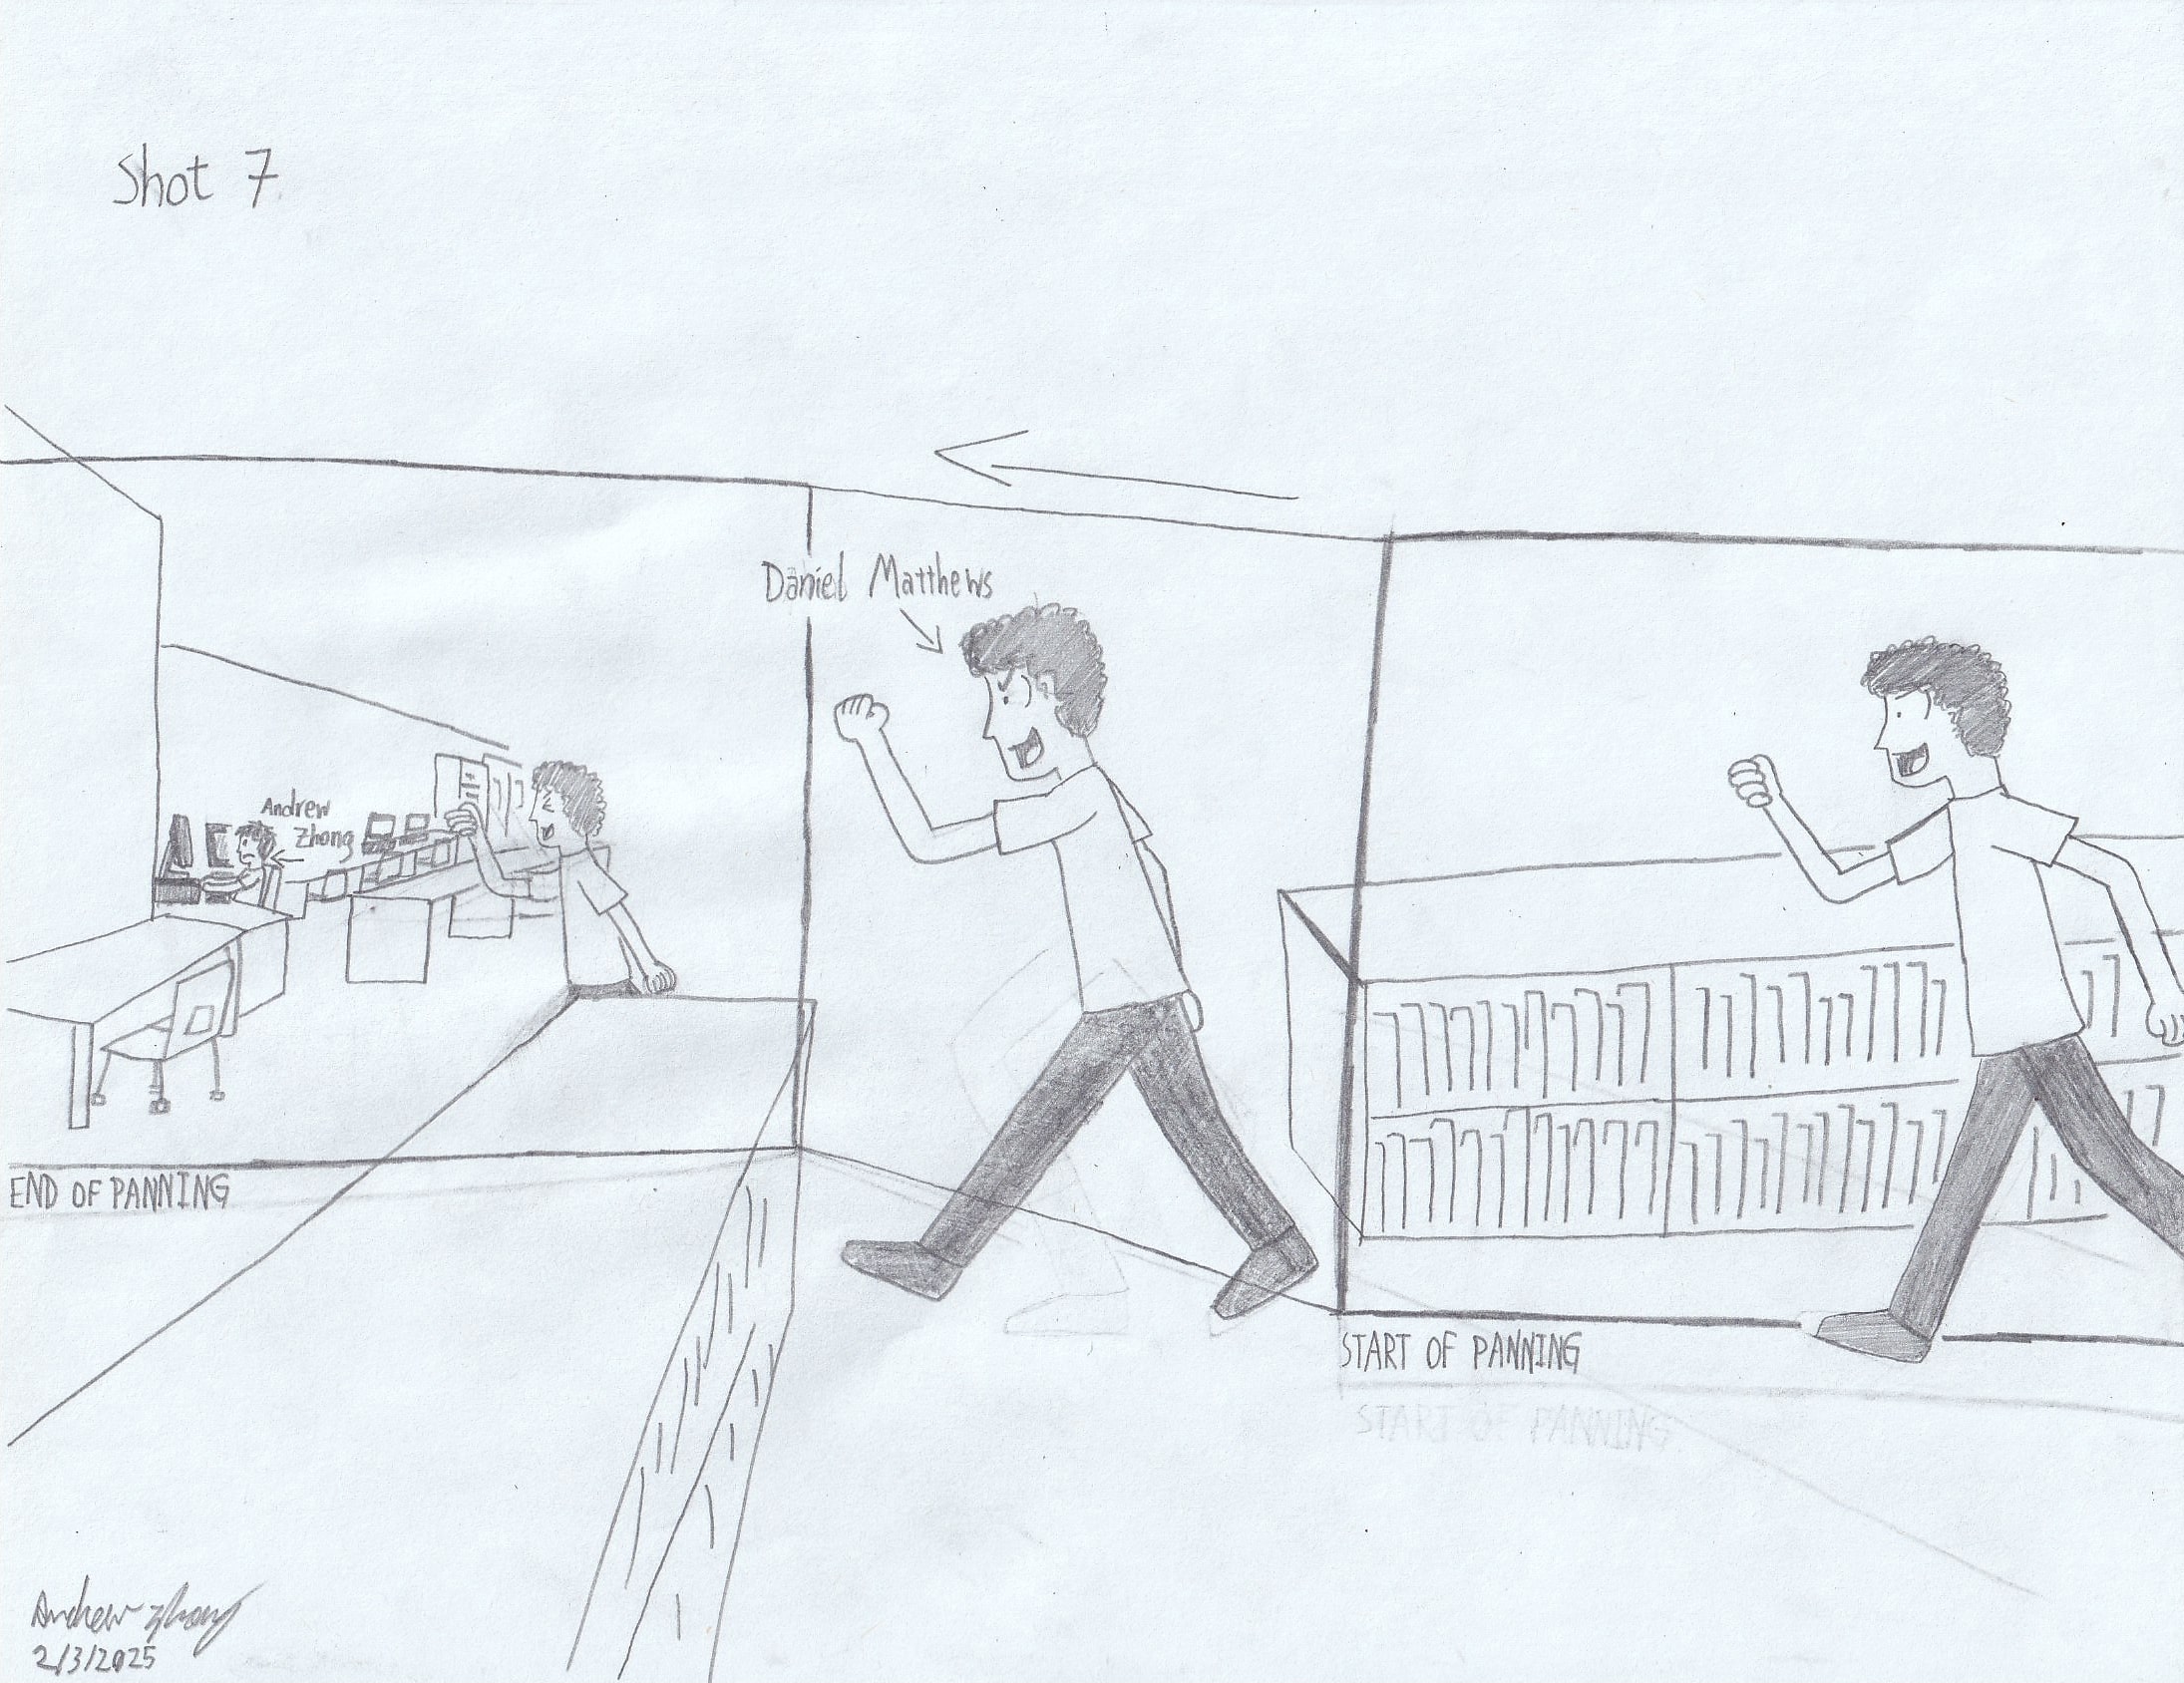 Shot 7
Daniel Matthews
Andrew
Zhong
END OF PANNING
START OF PANNING
START OF PANNING
Andrew Zhong
2/3/2025